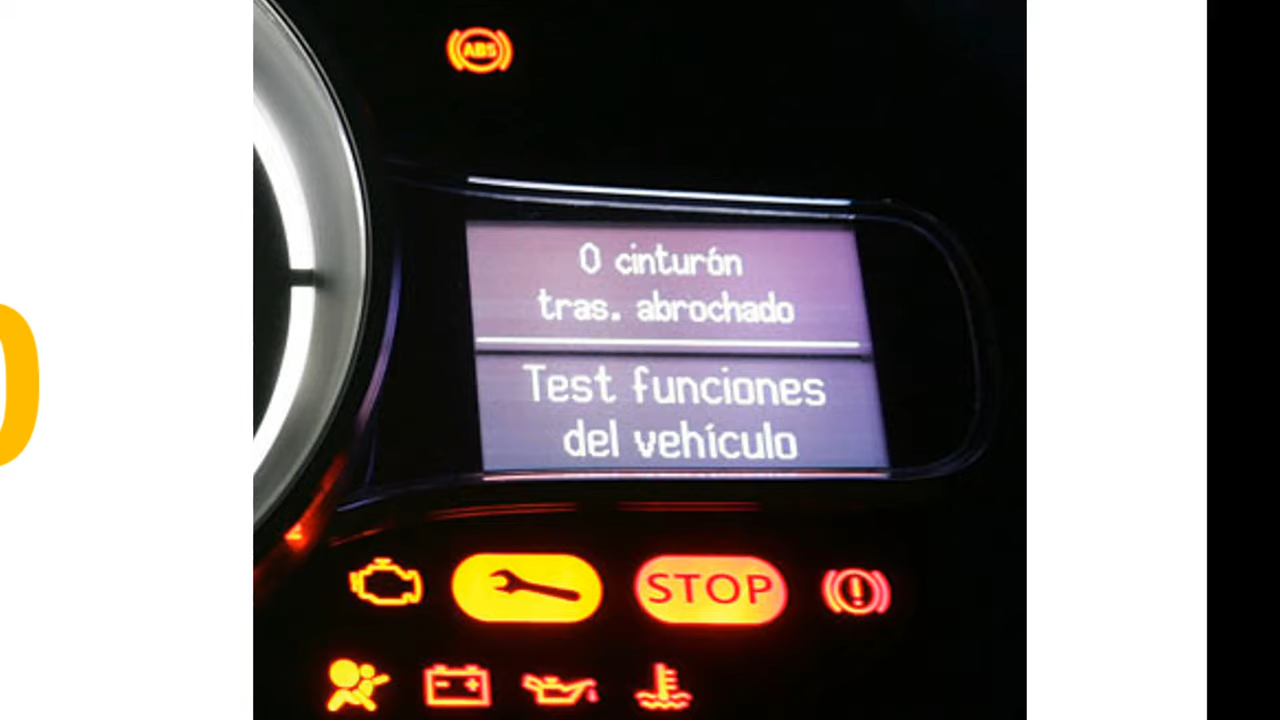 ABS
0 cinturón
tras. abrochado
Test funciones
del vehículo
STOP